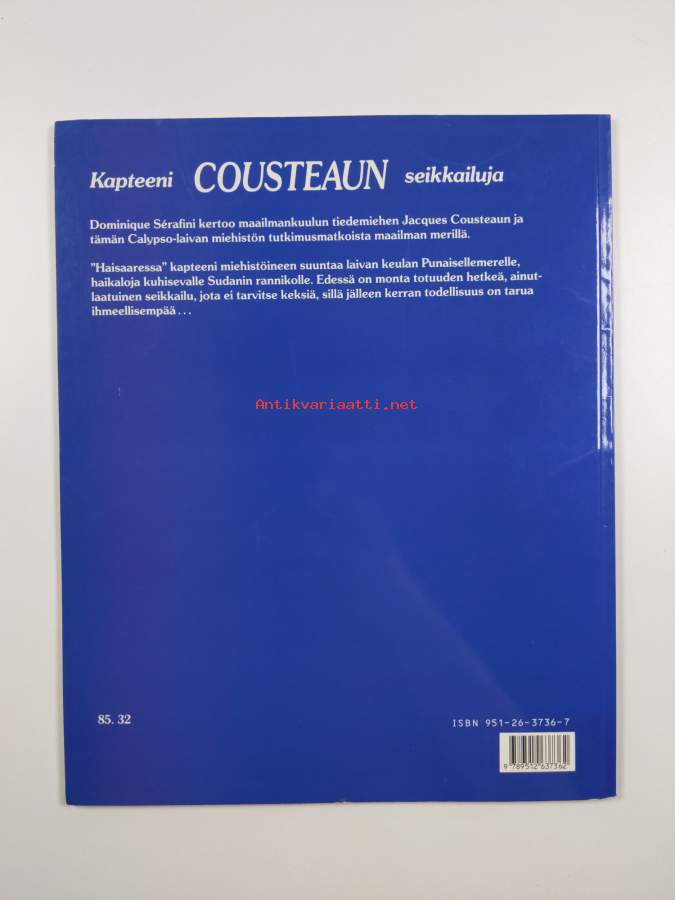 Kapteeni COUSTEAUN seikkailuja
Dominique Sérafini kertoo maailmankuulun tiedemiehen Jacques Cousteaun ja
tämän Calypso-laivan miehistön tutkimusmatkoista maailman merillä.
"Haisaaressa" kapteeni miehistöineen suuntaa laivan keulan Punaisellemerelle,
haikaloja kuhisevalle Sudanin rannikolle. Edessä on monta totuuden hetkeä, ainut-
laatuinen seikkailu, jota ei tarvitse keksiä, sillä jälleen kerran todellisuus on tarua
ihmeellisempää ...
Antikvariaatti.net
85. 32
ISBN 951-26-3736-7
9 789512 637362